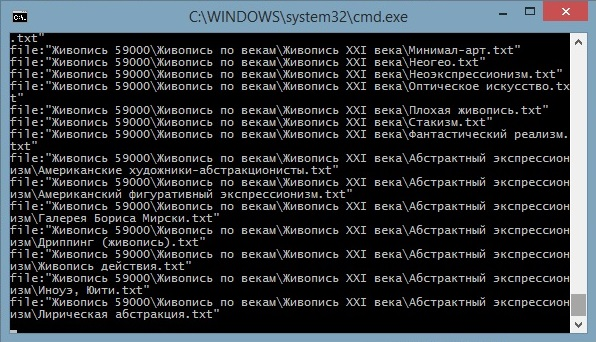 C:\WINDOWS\system32\cmd.exe
.txt"
file:"Живопись 59000\Живопись по векам\Живопись XXI века\Минимал-арт.txt"
file:"Живопись 59000\Живопись по векам\Живопись XXI века\Неогео.txt"
file:"Живопись 59000\Живопись по векам\Живопись XXI века\Неоэкспрессионизм.txt"
file:"Живопись 59000\Живопись по векам\Живопись XXI века\Оптическое искусство.tx
t"
file:"Живопись 59000\Живопись по векам\Живопись XXI века\Плохая живопись.txt"
file:"Живопись 59000\Живопись по векам\Живопись XXI века\Стакизм.txt"
file:"Живопись 59000\Живопись по векам\Живопись XXI века\Фантастический реализм.
txt"
file:"Живопись 59000\Живопись по векам\Живопись XXI века\Абстрактный экспрессион
изм\Американские художники-абстракционисты.txt"
file:"Живопись 59000\Живопись по векам\Живопись XXI века\Абстрактный экспрессион
изм\Американский фигуративный экспрессионизм.txt"
file:"Живопись 59000\Живопись по векам\Живопись XXI века\Абстрактный экспрессион
изм\Галерея Бориса Мирски.txt"
file:"Живопись 59000\Живопись по векам\Живопись XXI века\Абстрактный экспрессион
изм\Дриппинг (живопись).txt"
file:"Живопись 59000\Живопись по векам\Живопись XXI века\Абстрактный экспрессион
изм\Живопись действия.txt"
file:"Живопись 59000\Живопись по векам\Живопись XXI века\Абстрактный экспрессион
изм\Иноуэ, Юити.txt"
file:"Живопись 59000\Живопись по векам\Живопись XXI века\Абстрактный экспрессион
изм\Лирическая абстракция.txt"